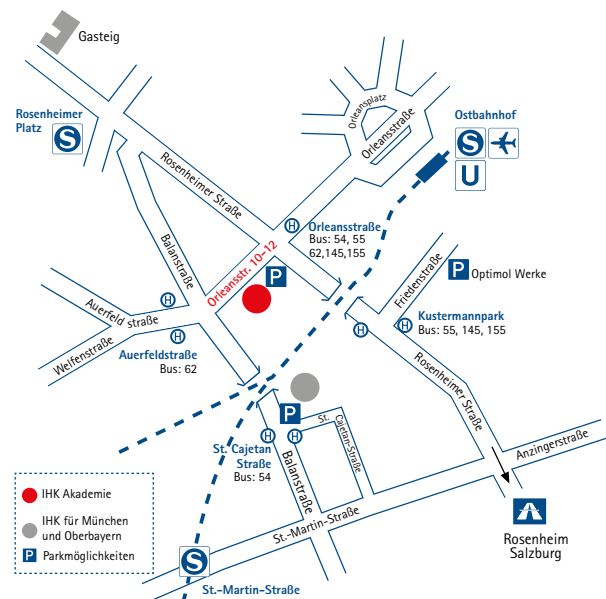 Gasteig
Rosenheimer
Platz
S
Rosenheimer Straße
Orleansplatz
Orleansstraße
Ostbahnhof
S
U
H
Orleansstraße
Bus: 54, 55
62,145,155
Orleansstr. 10-12
P
Balanstraße
H
Auerfeld straße
Welfenstraße
H
Auerfeldstraße
Bus: 62
Friedenstraße
P Optimol Werke
H
H
Kustermannpark
Bus: 55, 145, 155
Rosenheimer Straße
P
St. Cajetan-Straße
H
H
St. Cajetan
Straße
Bus: 54
Balanstraße
Anzingerstraße
St.-Martin-Straße
Rosenheim
Salzburg
S
St.-Martin-Straße
IHK Akademie
IHK für München
und Oberbayern
P Parkmöglichkeiten